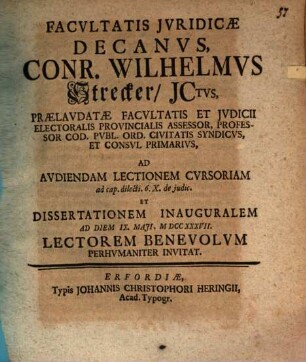 57
FACVLTATIS JVRIDICÆ
DECANVS,
CONR. WILHELMVS
Strecker/ JCTVS,
PRÆLAVDATÆ FACVLTATIS ET JVDICII
ELECTORALIS PROVINCIALIS ASSESSOR, PROFES-
SOR COD. PVBL. ORD. CIVITATIS SYNDICVS,
ET CONSVL PRIMARIVS,
AD
AVDIENDAM LECTIONEM CVRSORIAM
ad cap. dilecti. 6. X. de judic.
ET
DISSERTATIONEM INAUGURALEM
AD DIEM IX. MAJI. M DCC XXXVII.
LECTOREM BENEVOLVM
PERHVMANITER INVITAT.
ERFORDIÆ,
Typis JOHANNIS CHRISTOPHORI HERINGII,
Acad. Typogr.